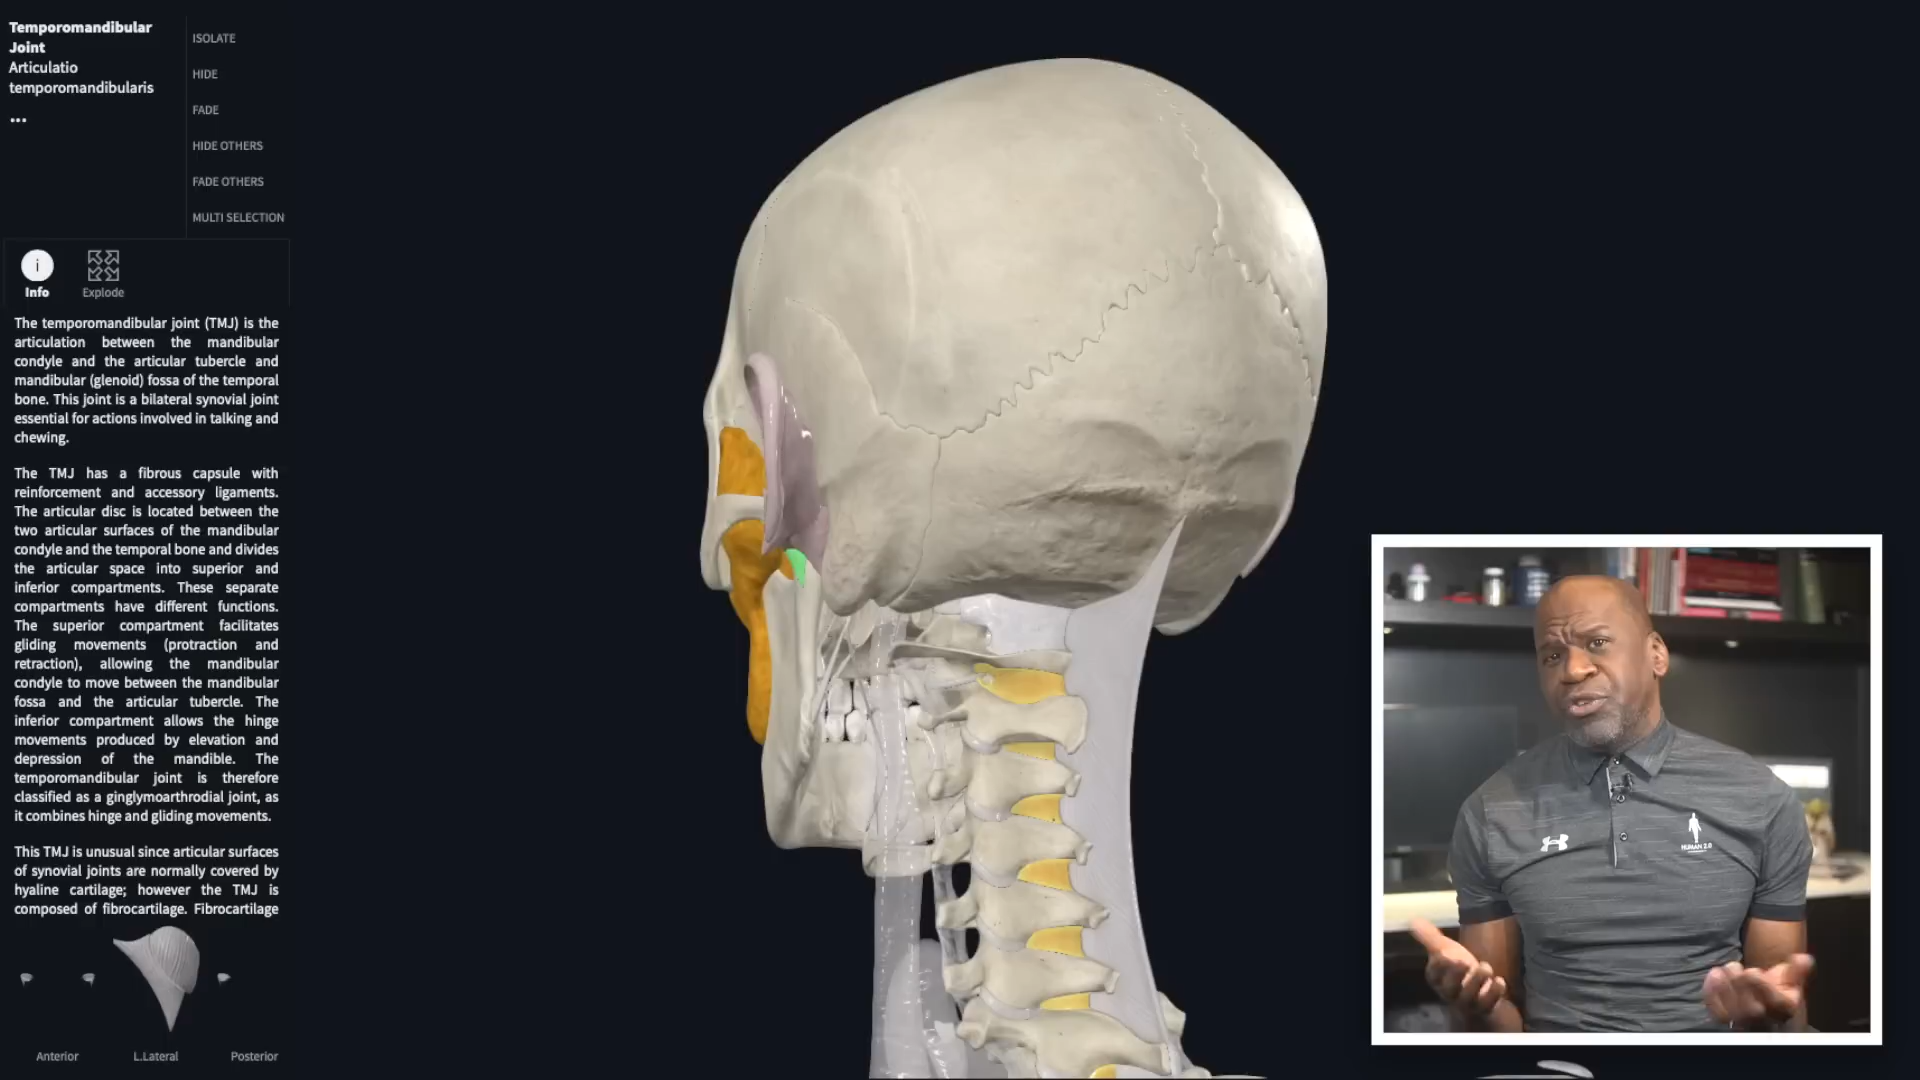 Temporomandibular
Joint
Articulatio
temporomandibularis
...
ISOLATE
HIDE
FADE
HIDE OTHERS
FADE OTHERS
MULTI SELECTION
i
Info
Explode
The temporomandibular joint (TMJ) is the
articulation between the mandibular
condyle and the articular tubercle and
mandibular (glenoid) fossa of the temporal
bone. This joint is a bilateral synovial joint
essential for actions involved in talking and
chewing.
The TMJ has a fibrous capsule with
reinforcement and accessory ligaments.
The articular disc is located between the
two articular surfaces of the mandibular
condyle and the temporal bone and divides
the articular space into superior and
inferior compartments. These separate
compartments have different functions.
The superior compartment facilitates
gliding movements (protraction and
retraction), allowing the mandibular
condyle to move between the mandibular
fossa and the articular tubercle. The
inferior compartment allows the hinge
movements produced by elevation and
depression of the mandible. The
temporomandibular joint is therefore
classified as a ginglymoarthrodial joint, as
it combines hinge and gliding movements.
This TMJ is unusual since articular surfaces
of synovial joints are normally covered by
hyaline cartilage; however the TMJ is
composed of fibrocartilage. Fibrocartilage
Anterior
L.Lateral
Posterior
HUMAN 2.0